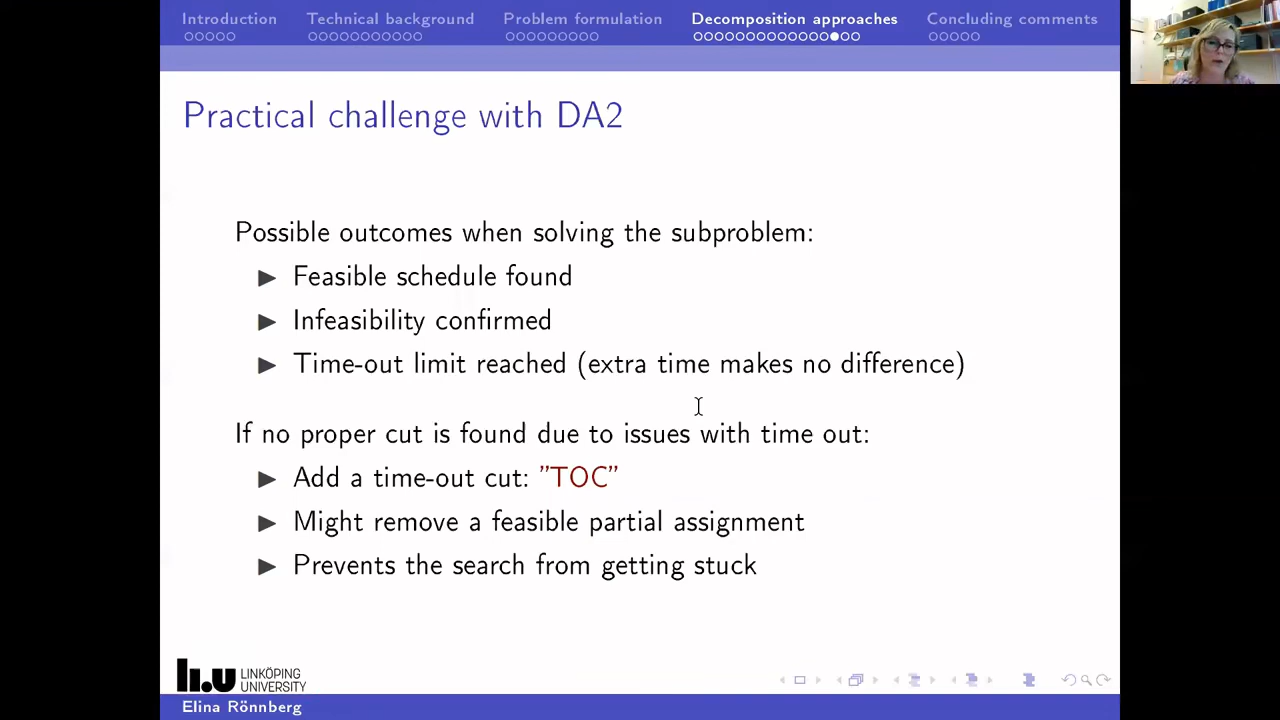 Introduction Technical background Problem formulation Decomposition approaches Concluding comments
Practical challenge with DA2
Possible outcomes when solving the subproblem:
Feasible schedule found
Infeasibility confirmed
Time-out limit reached (extra time makes no difference)
If no proper cut is found due to issues with time out:
Add a time-out cut: ”TOC”
Might remove a feasible partial assignment
Prevents the search from getting stuck
li.u LINKÖPING
UNIVERSITY
Elina Rönnberg